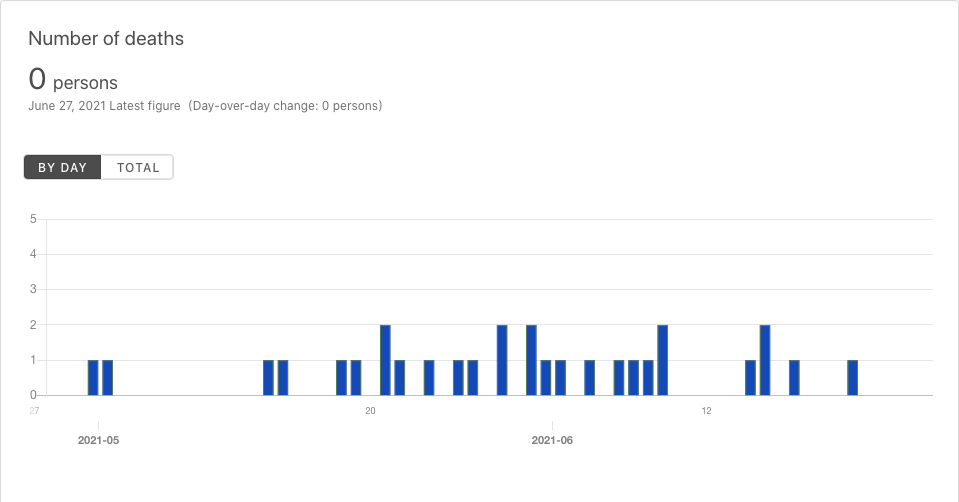 Number of deaths
0 persons
June 27, 2021 Latest figure (Day-over-day change: 0 persons)
BY DAY TOTAL
5
4
3
2
1
0
27 20 12
2021-05 2021-06